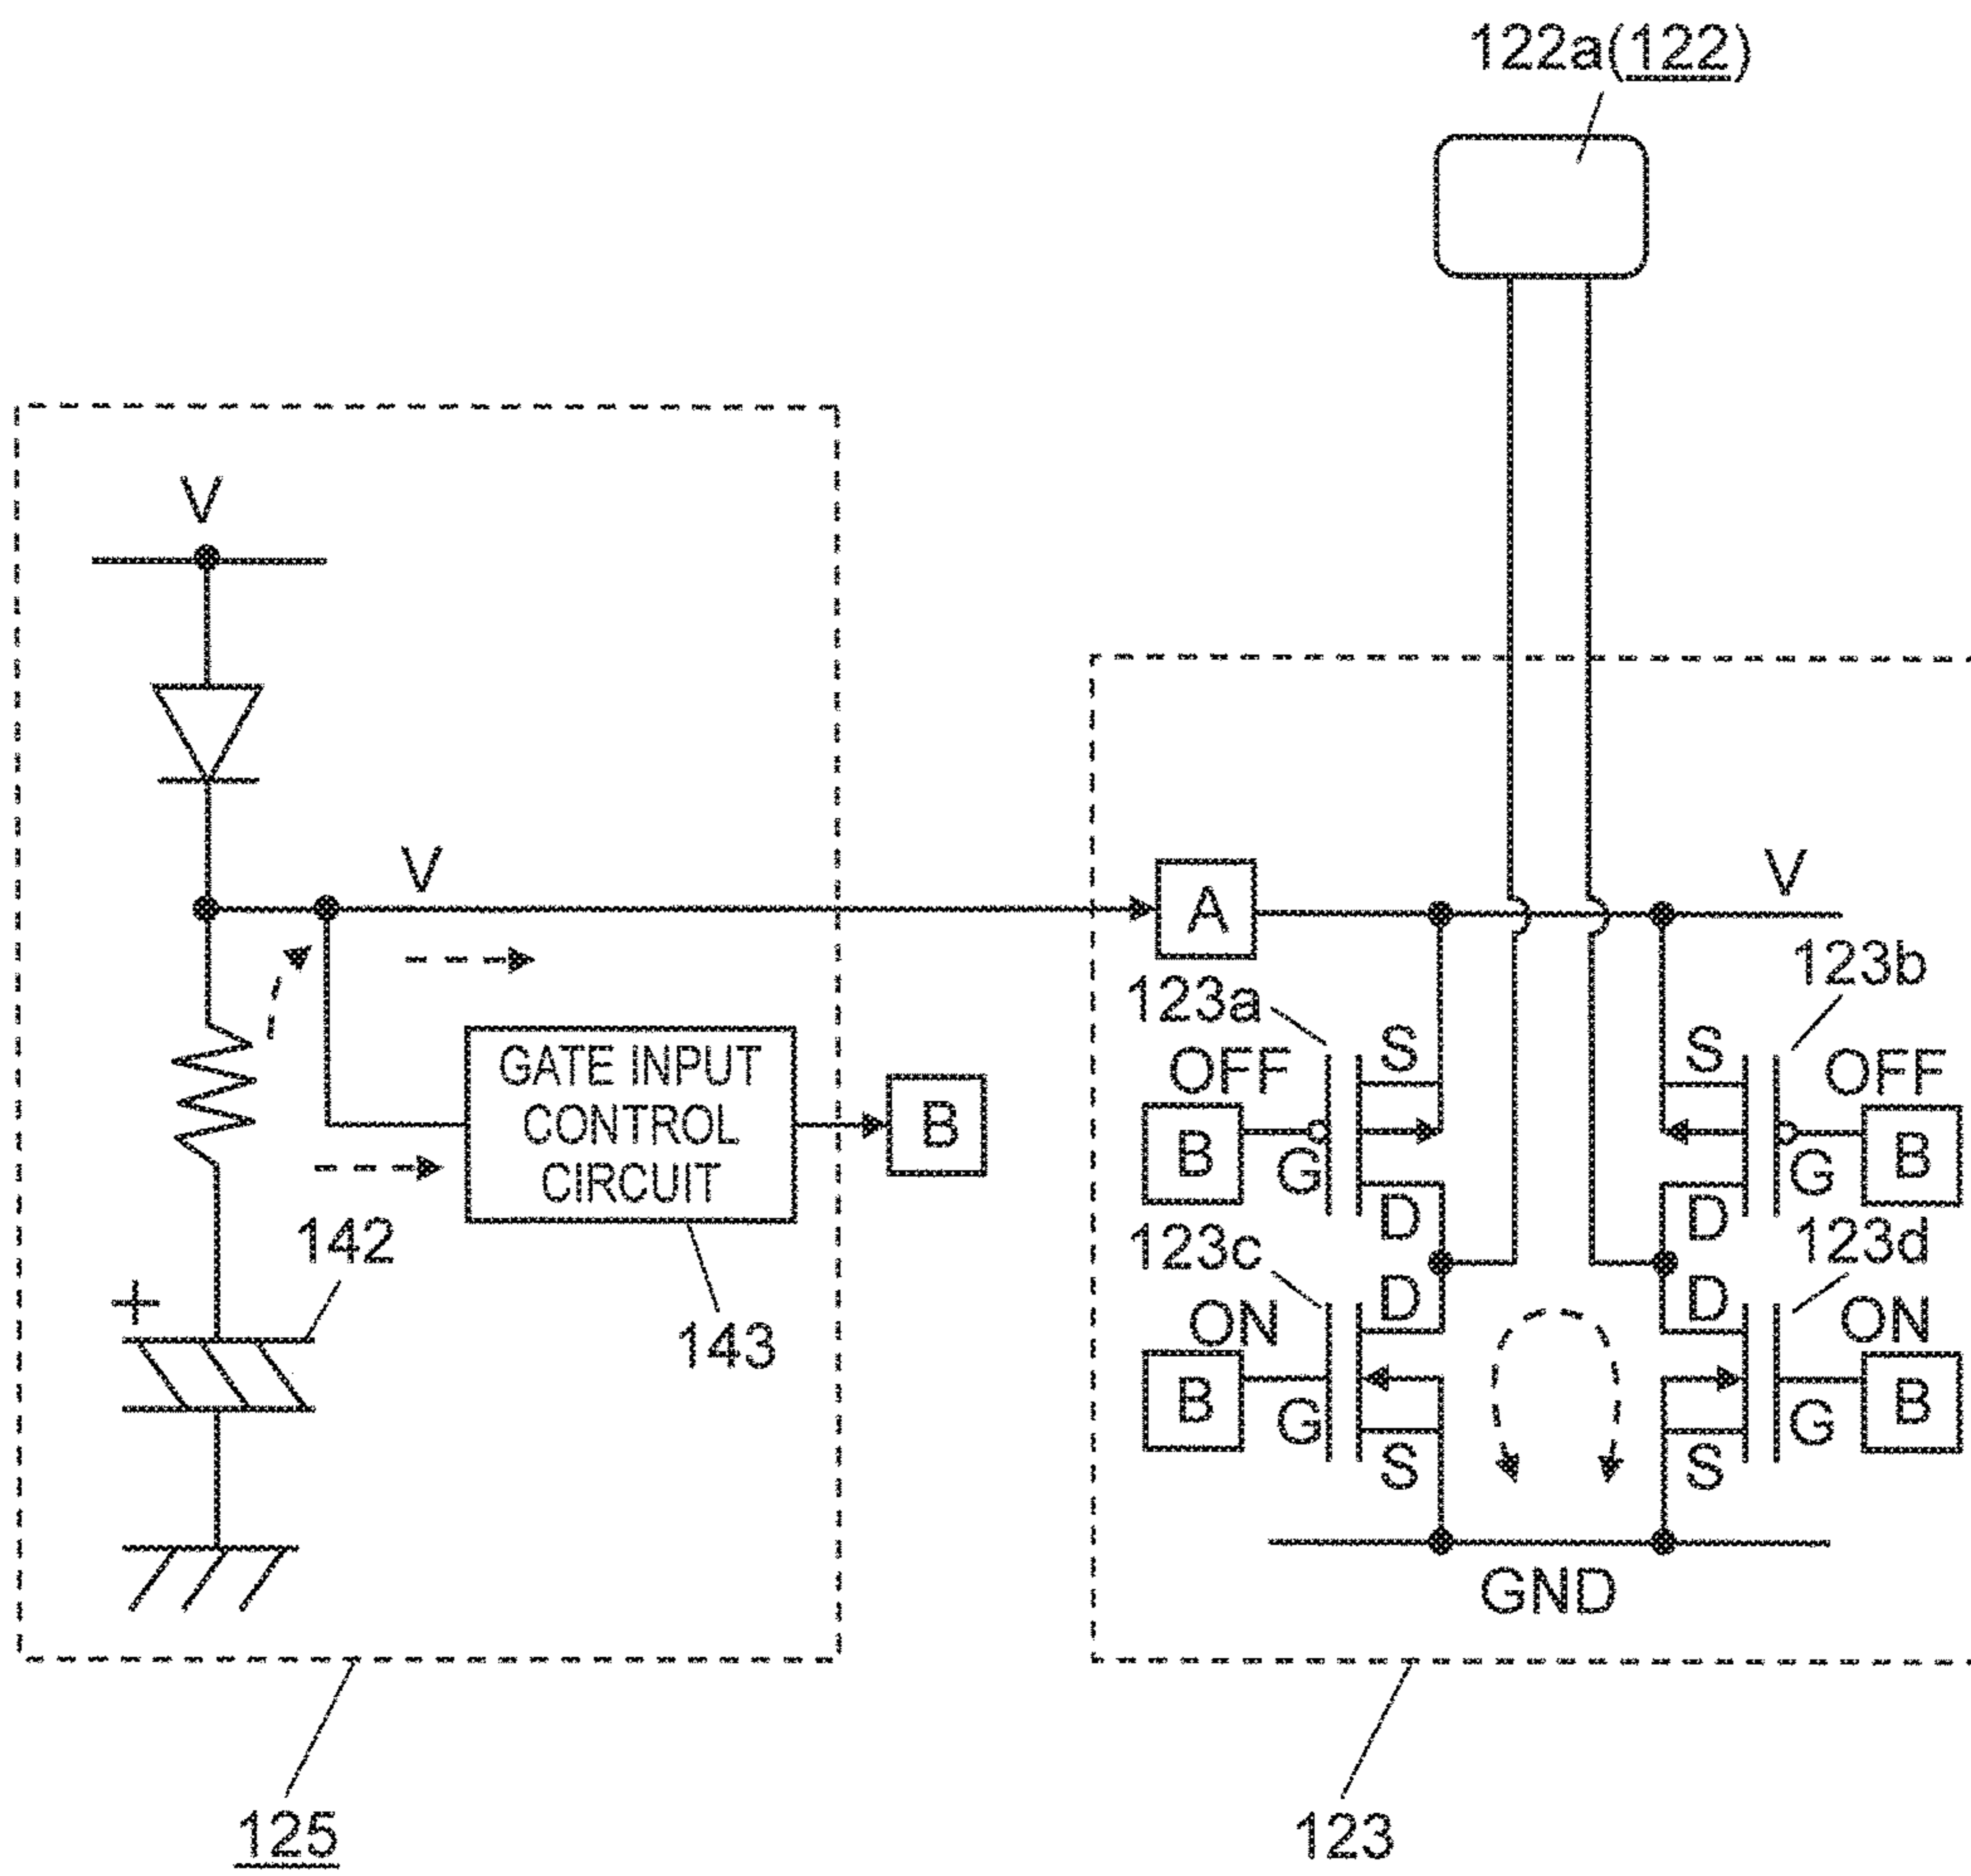 122a(122)
V
V
A
V
123a
123b
OFF
S
S
OFF
GATE INPUT
CONTROL
CIRCUIT
B
B
G
D
D
G
B
142
143
123c
123d
+
ON
D
D
ON
B
G
S
S
G
B
GND
125
123